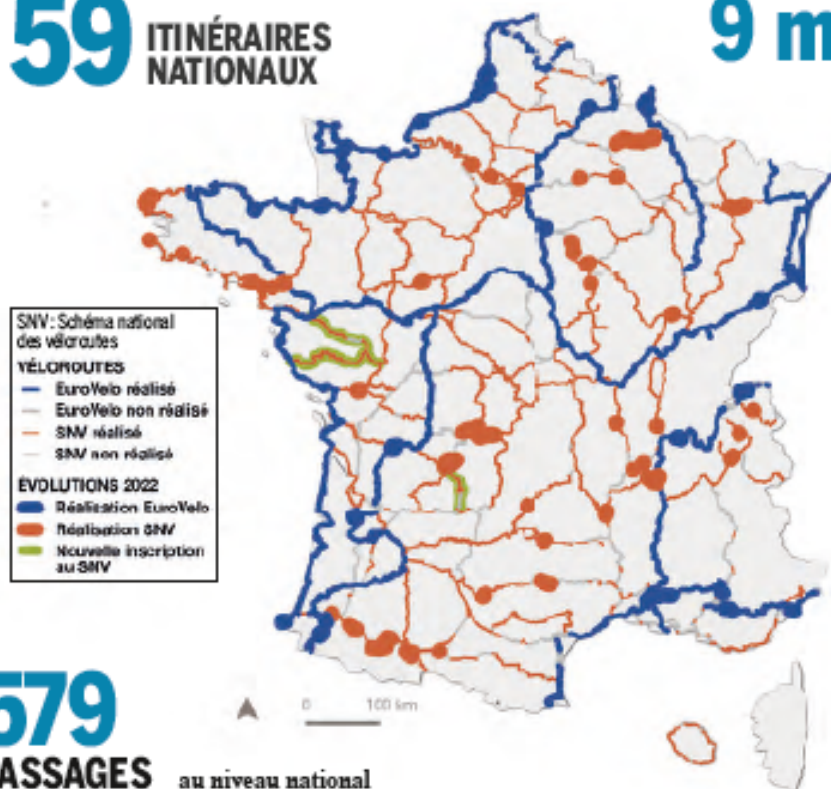 59 ITINÉRAIRES
NATIONAUX
9 m
SNV : Schéma national
des véloroutes
VÉLOROUTES
EuroVelo réalisé
EuroVelo non réalisé
SNV réalisé
SNV non réalisé
ÉVOLUTIONS 2022
Réalisation EuroVelo
Réalisation SNV
Nouvelle inscription
au SNV
0 100 km
579
ASSAGES au niveau national